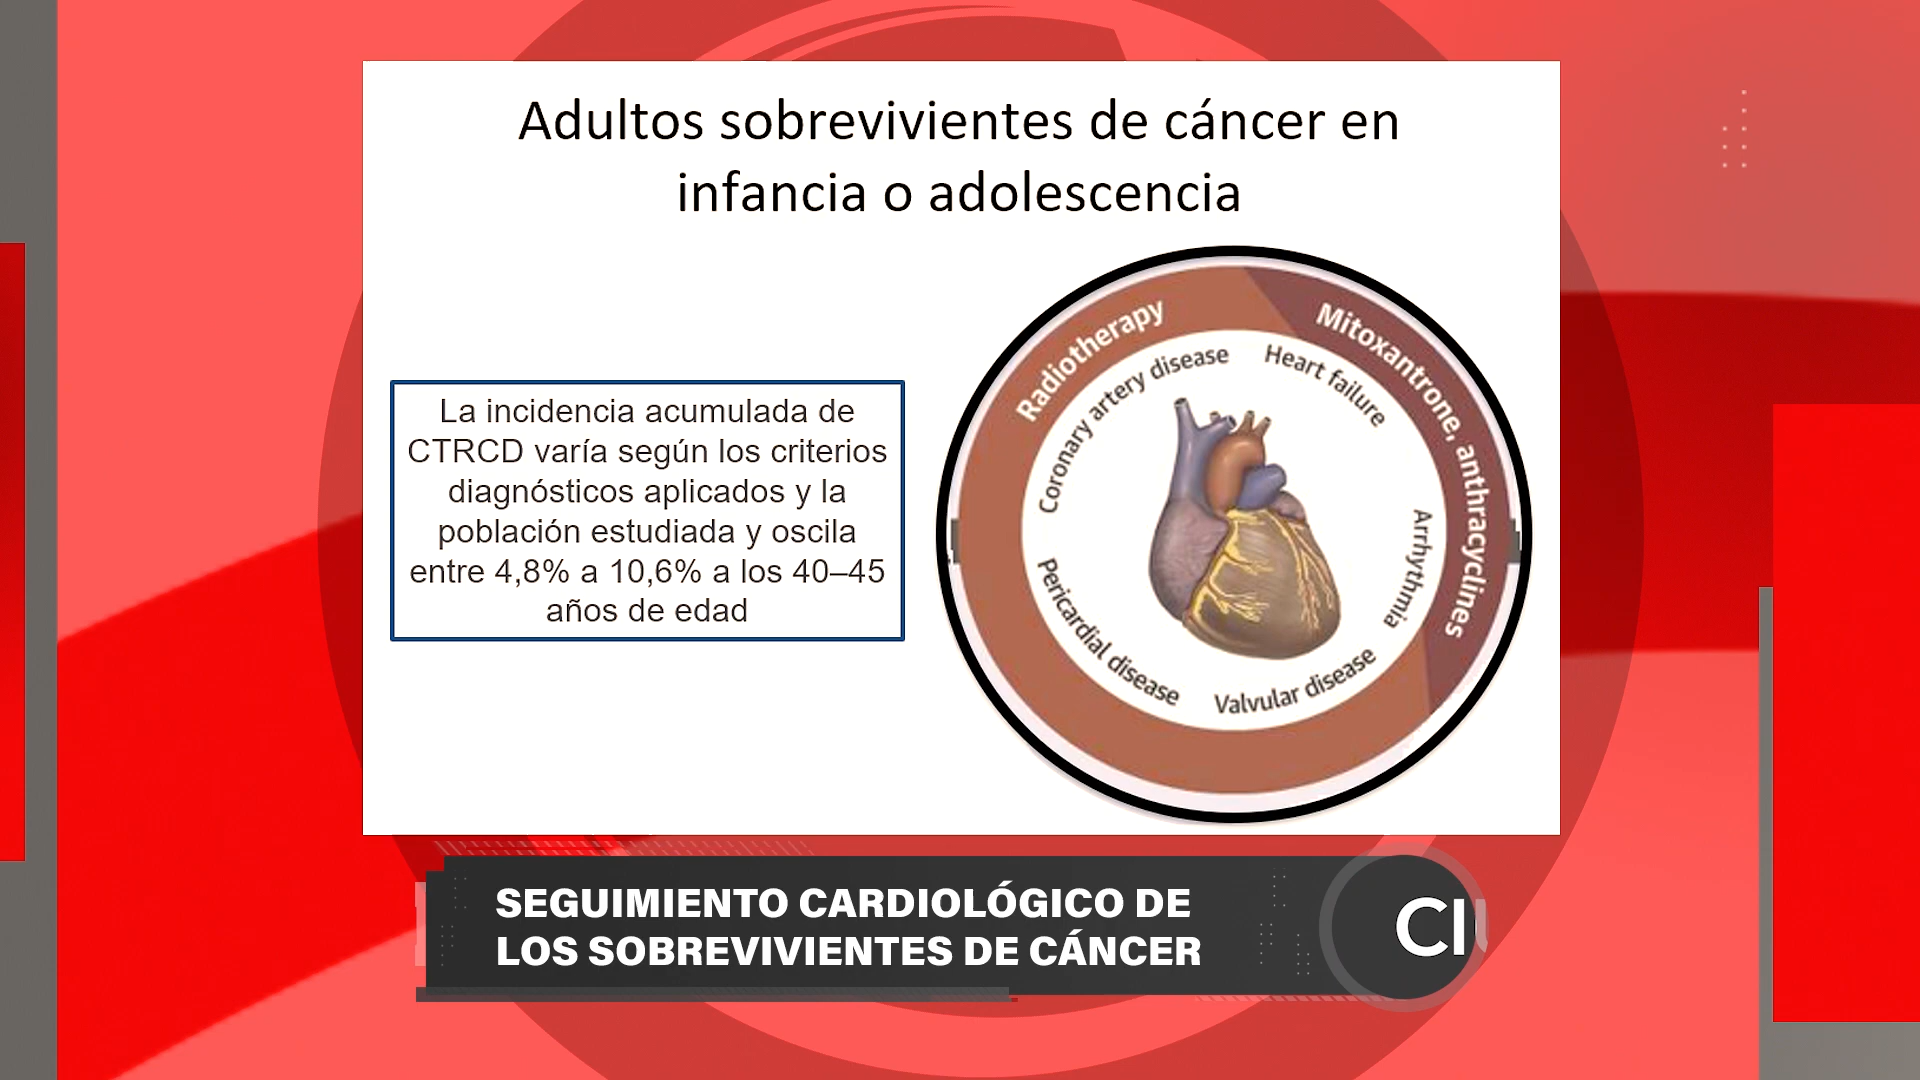 Adultos sobrevivientes de cáncer en
infancia o adolescencia
La incidencia acumulada de
CTRCD varía según los criterios
diagnósticos aplicados y la
población estudiada y oscila
entre 4,8% a 10,6% a los 40–45
años de edad
Radiotherapy
Mitoxantrone, anthracyclines
Coronary artery disease
Heart failure
Arrhythmia
Valvular disease
Pericardial disease
SEGUIMIENTO CARDIOLÓGICO DE
LOS SOBREVIVIENTES DE CÁNCER